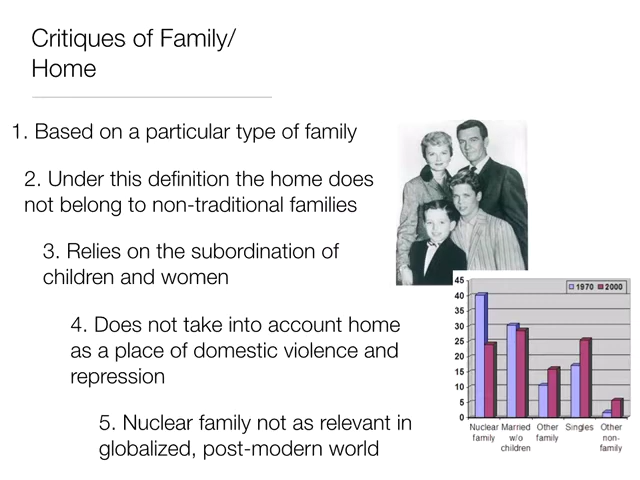 Critiques of Family/
Home
1. Based on a particular type of family
2. Under this definition the home does
not belong to non-traditional families
3. Relies on the subordination of
children and women
4. Does not take into account home
as a place of domestic violence and
repression
5. Nuclear family not as relevant in
globalized, post-modern world
1970 2000
45
40
35
30
25
20
15
10
5
0
Nuclear Married Other Singles Other
family w/o family non-
children family